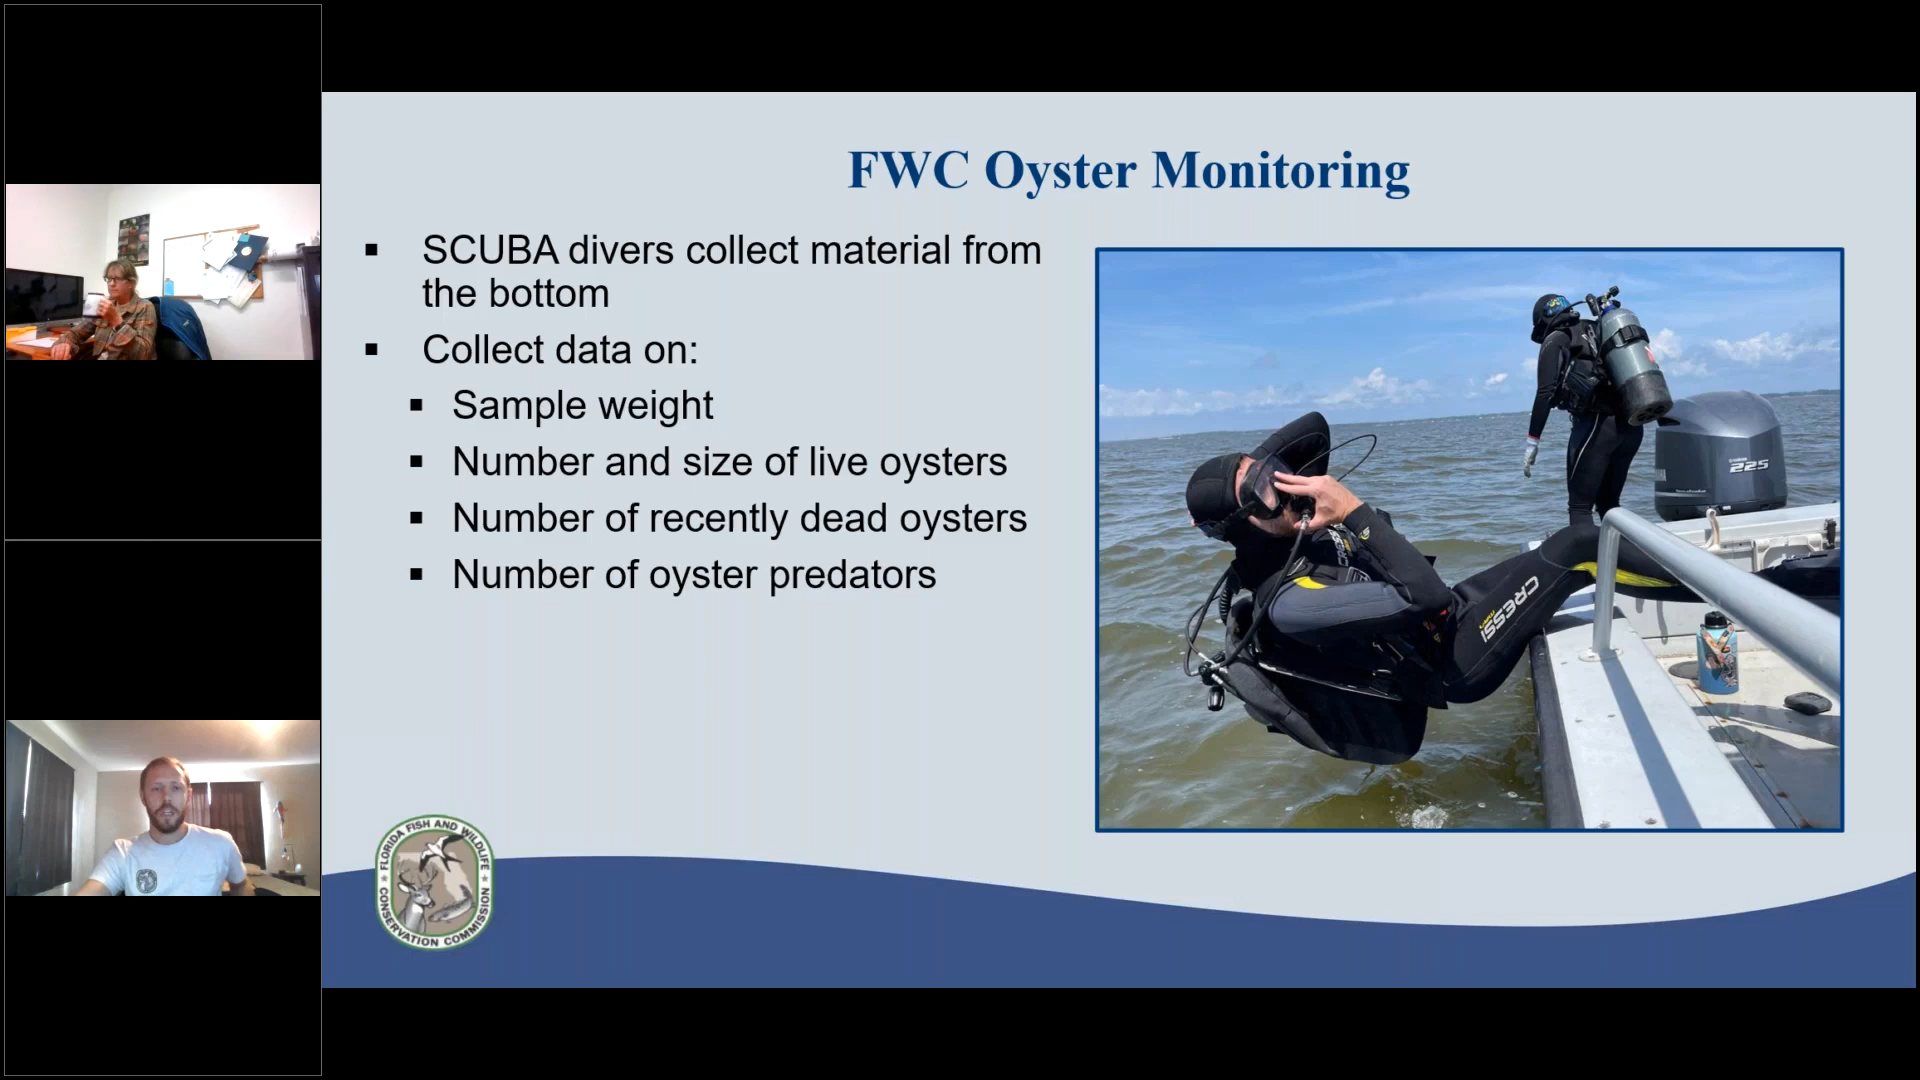 FWC Oyster Monitoring
▪ SCUBA divers collect material from
the bottom
▪ Collect data on:
▪ Sample weight
▪ Number and size of live oysters
▪ Number of recently dead oysters
▪ Number of oyster predators
225
CRESSI
FLORIDA FISH AND WILDLIFE
CONSERVATION COMMISSION